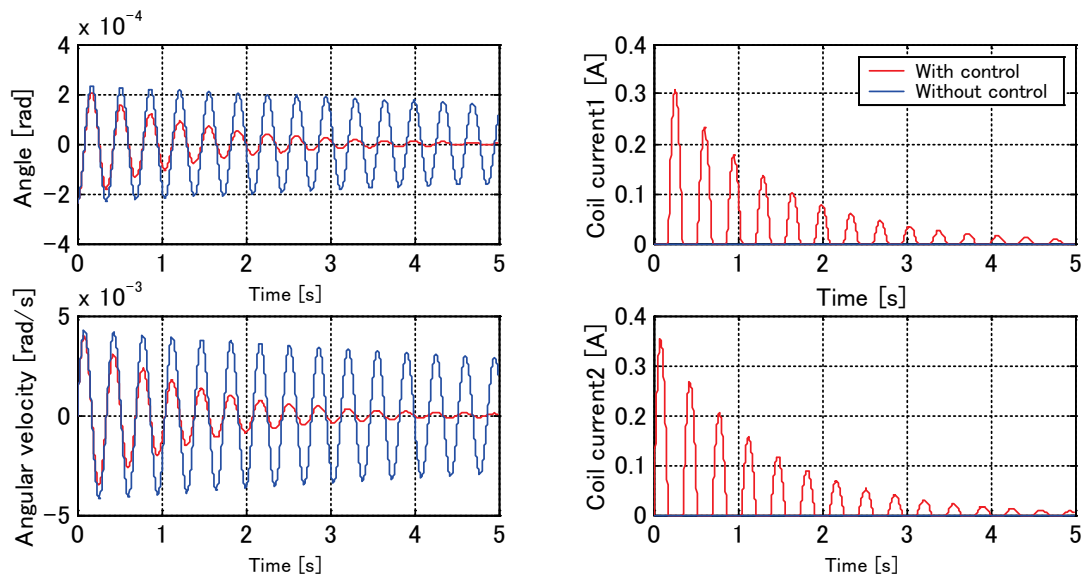 x 10⁻⁴
4
2
0
−2
−4
Angle [rad]
0 1 2 3 4 5
Time [s]
0.4
0.3
0.2
0.1
0
Coil current1 [A]
With control
Without control
0 1 2 3 4 5
Time [s]
x 10⁻³
5
0
−5
Angular velocity [rad/s]
0 1 2 3 4 5
Time [s]
0.4
0.3
0.2
0.1
0
Coil current2 [A]
0 1 2 3 4 5
Time [s]